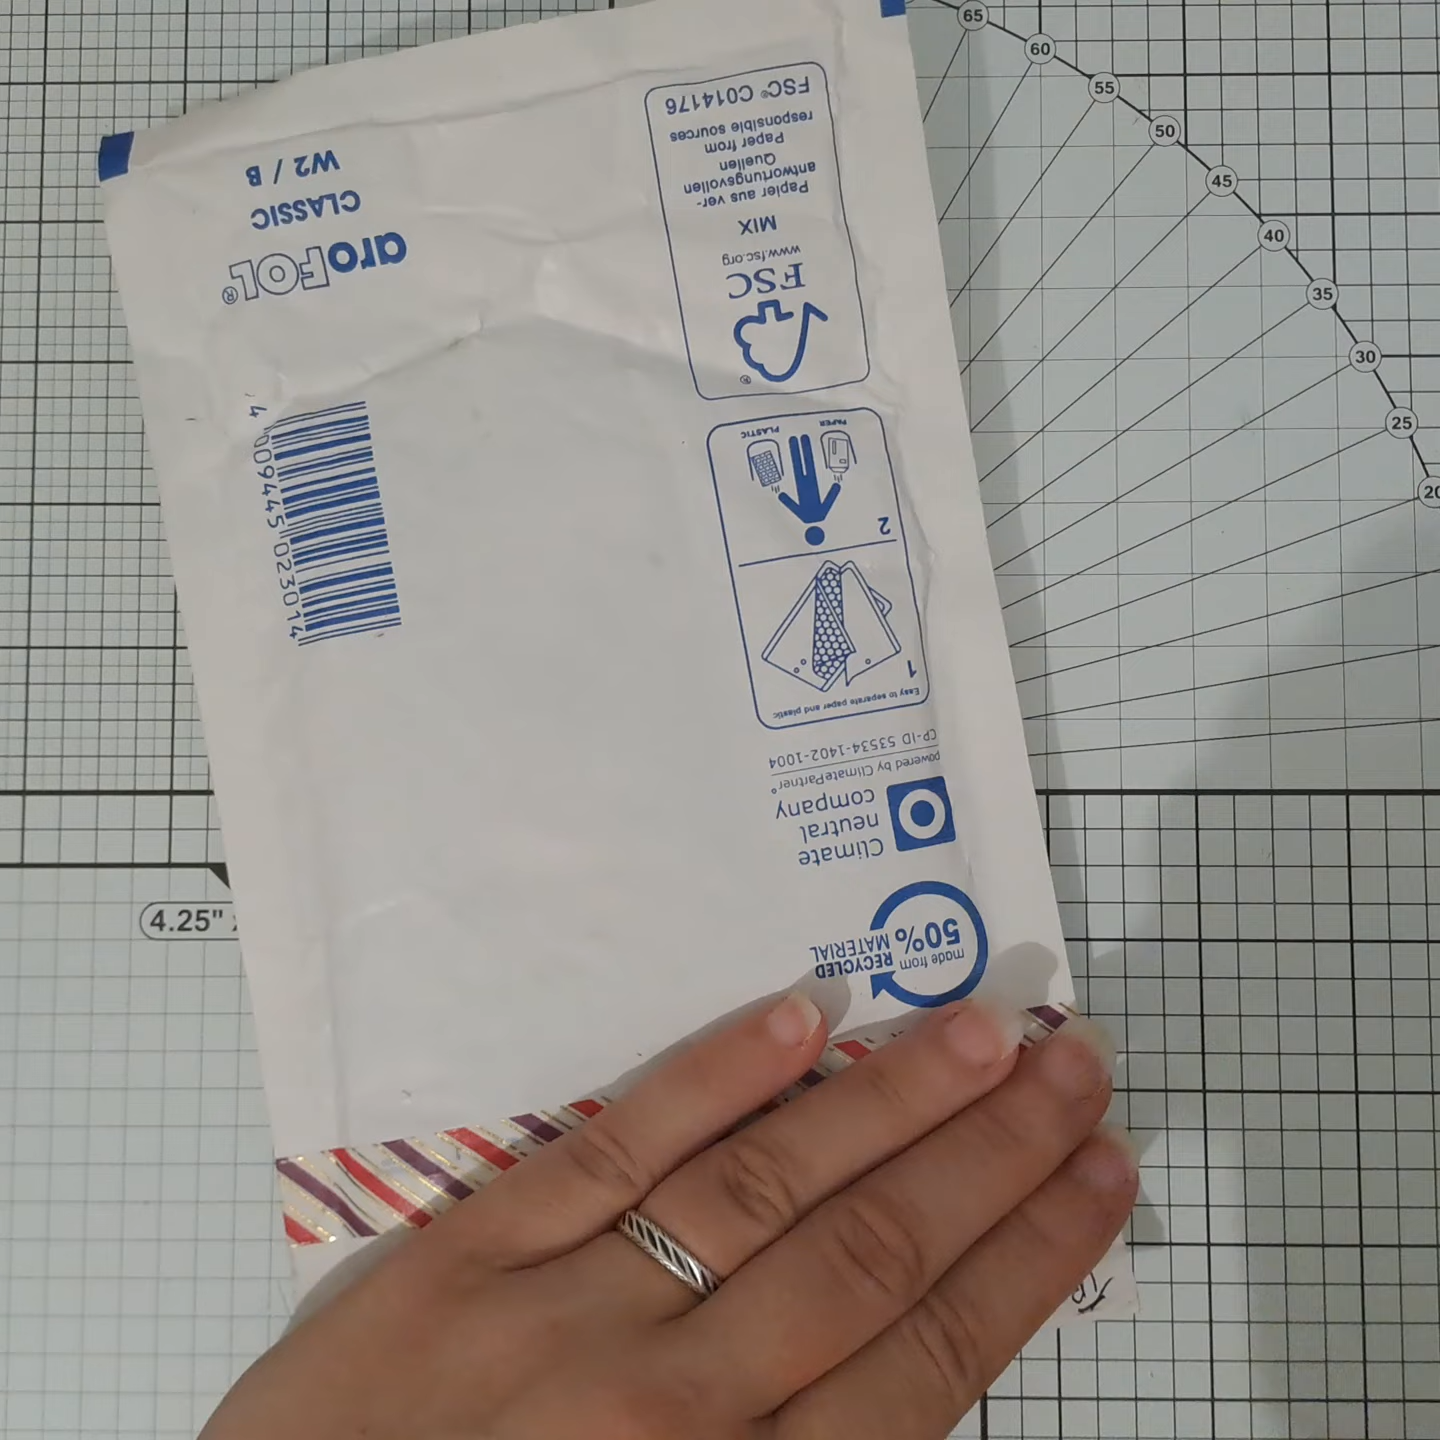 made from
50% RECYCLED
MATERIAL
Climate
neutral
company
powered by ClimatePartner®
CP-ID 53534-1402-1004
Easy to separate paper and plastic
1
2
PAPER
PLASTIC
®
FSC
www.fsc.org
MIX
Papier aus ver-
antwortungsvollen
Quellen
Paper from
responsible sources
FSC® C014176
4 009445 023014
aroFOL®
CLASSIC
W2 / B
65
60
55
50
45
40
35
30
25
20
4.25"